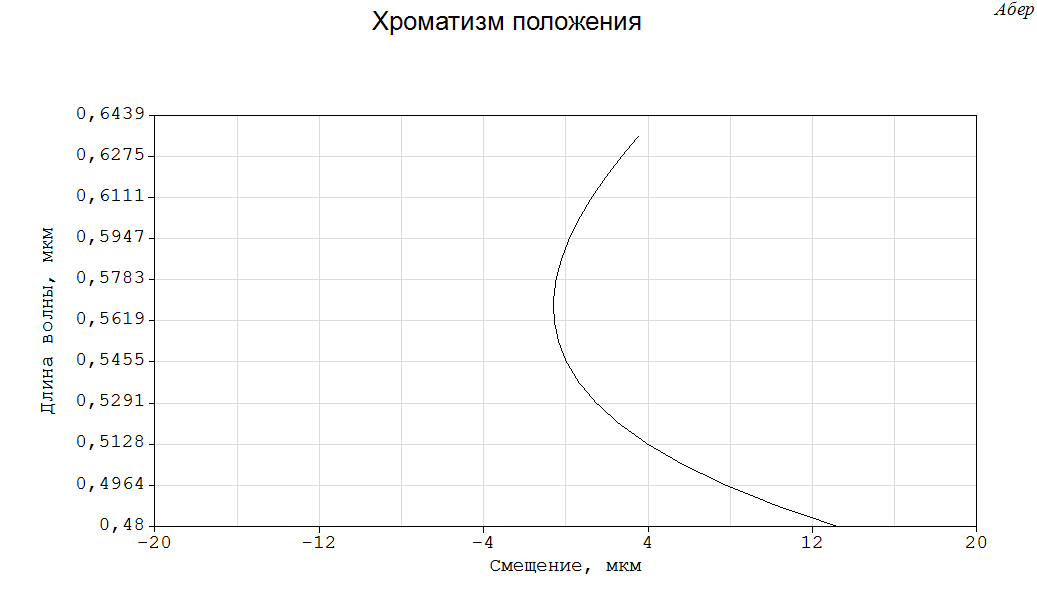 Хроматизм положения
Абер
0,6439
0,6275
0,6111
0,5947
0,5783
0,5619
0,5455
0,5291
0,5128
0,4964
0,48
Длина волны, мкм
-20 -12 -4 4 12 20
Смещение, мкм